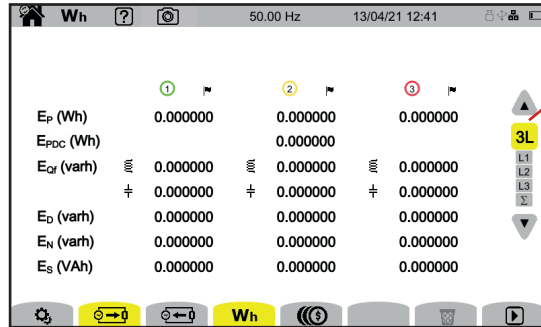 Wh ? 50.00 Hz 13/04/21 12:41
1 2 3
EP (Wh) 0.000000 0.000000 0.000000
EPDC (Wh) 0.000000
EQf (varh) 0.000000 0.000000 0.000000
0.000000 0.000000 0.000000
ED (varh) 0.000000 0.000000 0.000000
EN (varh) 0.000000 0.000000 0.000000
ES (VAh) 0.000000 0.000000 0.000000
3L
L1
L2
L3
Σ
Wh $